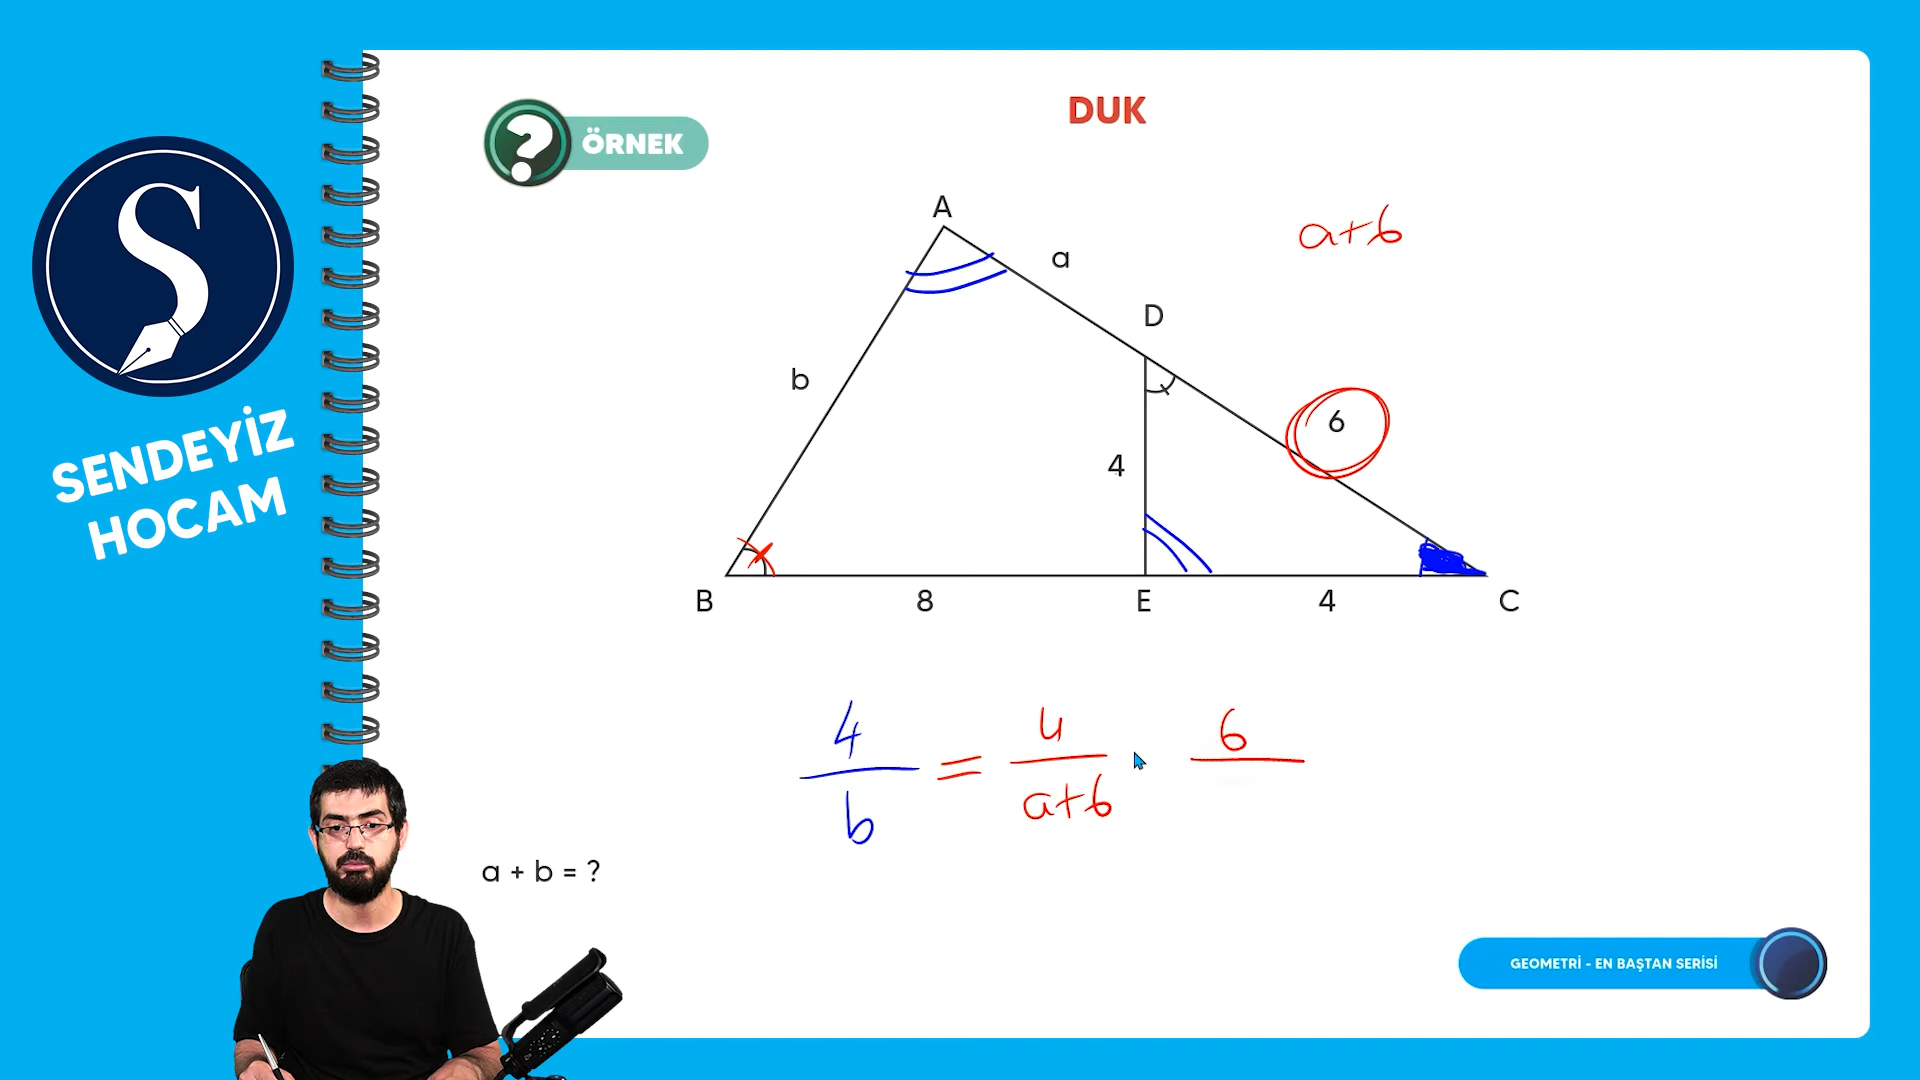 DUK
? ÖRNEK
A
a
a+6
D
b
6
4
B
8
E
4
C
4/b = 4/a+6 · 6/
a + b = ?
S
SENDEYİZ
HOCAM
GEOMETRİ - EN BAŞTAN SERİSİ